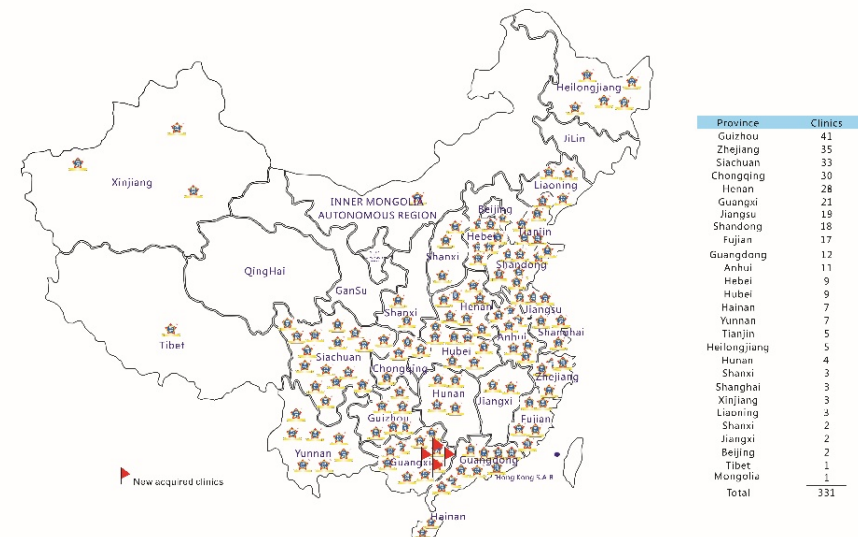 Heilongjiang
JiLin
Liaoning
Xinjiang
INNER MONGOLIA
AUTONOMOUS REGION
Beijing
Tianjin
Hebei
Shanxi
Shandong
QingHai
GanSu
Shanxi
Henan
Jiangsu
Tibet
Siachuan
Anhui
Shanghai
Hubei
Chongqing
Zhejiang
Hunan
Jiangxi
Guizhou
Fujian
Yunnan
Guangxi
Guangdong
Hong Kong S.A.R
Hainan
Now acquired clinics
Province Clinics
Guizhou 41
Zhejiang 35
Siachuan 33
Chongqing 30
Henan 28
Guangxi 21
Jiangsu 19
Shandong 18
Fujian 17
Guangdong 12
Anhui 11
Hebei 9
Hubei 9
Hainan 7
Yunnan 7
Tianjin 5
Heilongjiang 5
Hunan 4
Shanxi 3
Shanghai 3
Xinjiang 3
Liaoning 3
Shanxi 2
Jiangxi 2
Beijing 2
Tibet 1
Mongolia 1
Total 331